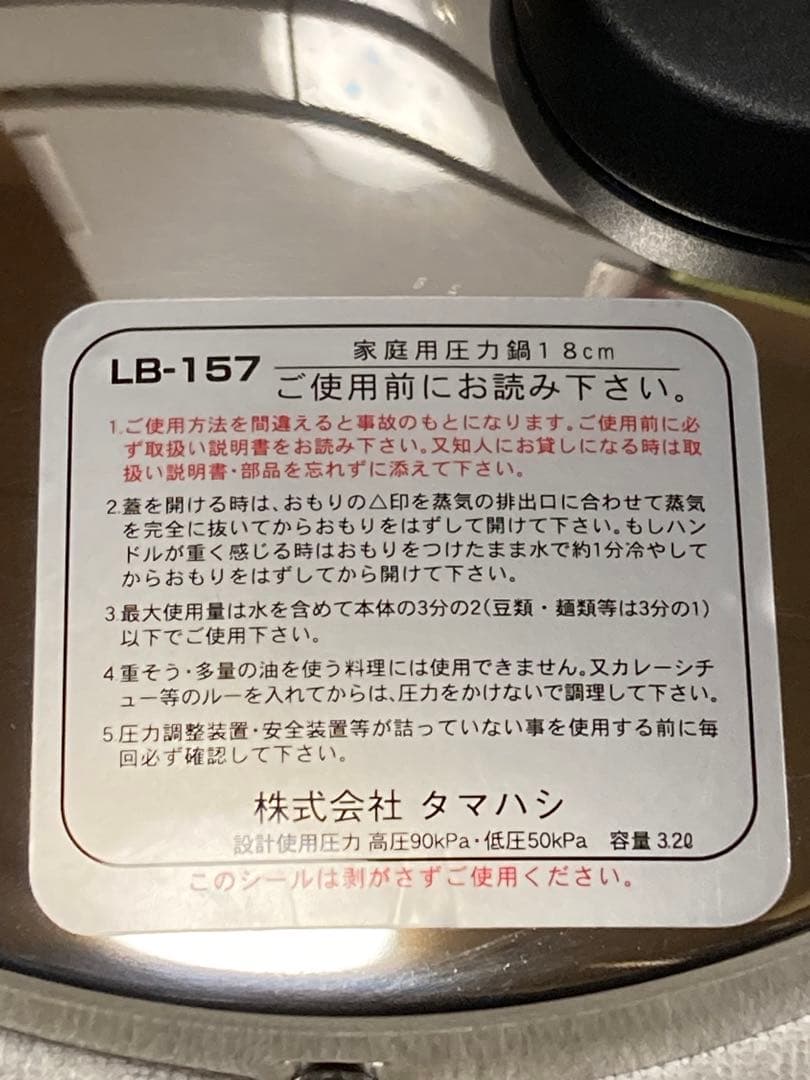 LB-157
家庭用圧力鍋18cm
ご使用前にお読み下さい。
1.ご使用方法を間違えると事故のもとになります。ご使用前に必
ず取扱い説明書をお読み下さい。又知人にお貸しになる時は取
扱い説明書・部品を忘れずに添えて下さい。
2.蓋を開ける時は、おもりの△印を蒸気の排出口に合わせて蒸気
を完全に抜いてからおもりをはずして開けて下さい。もしハン
ドルが重く感じる時はおもりをつけたまま水で約1分冷やして
からおもりをはずしてから開けて下さい。
3.最大使用量は水を含めて本体の3分の2(豆類・麺類等は3分の1)
以下でご使用下さい。
4.重そう・多量の油を使う料理には使用できません。又カレーシチ
ュー等のルーを入れてからは、圧力をかけないで調理して下さい。
5.圧力調整装置・安全装置等が詰っていない事を使用する前に毎
回必ず確認して下さい。
株式会社 タマハシ
設計使用圧力 高圧90kPa・低圧50kPa 容量 3.2ℓ
このシールは剥がさずご使用ください。